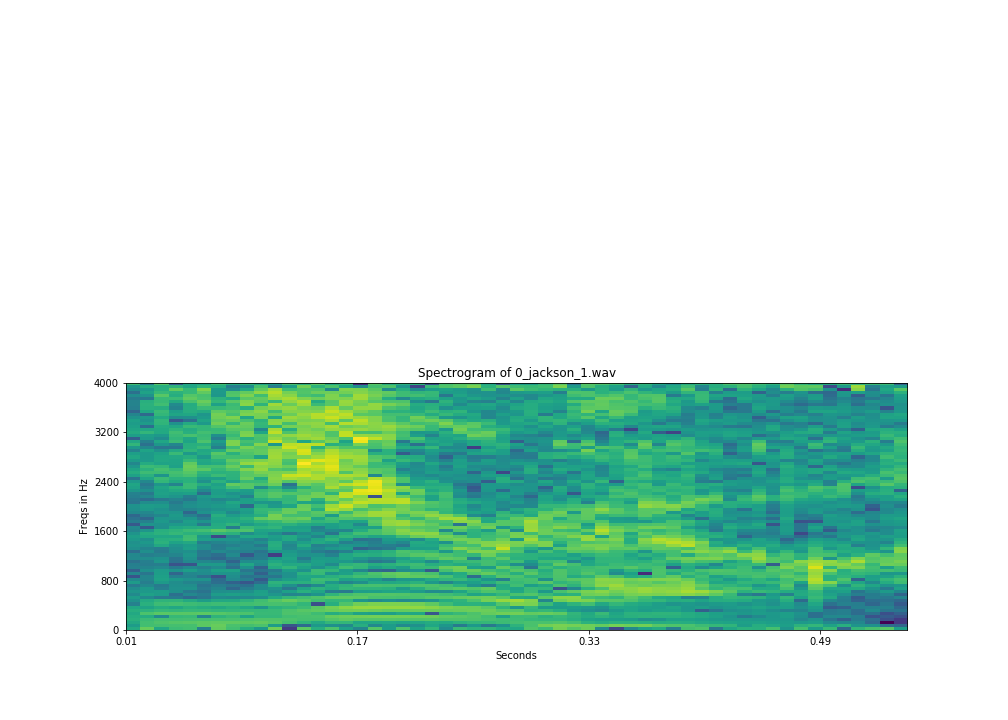 Spectrogram of 0_jackson_1.wav
4000
3200
2400
1600
800
0
Freqs in Hz
0.01 0.17 0.33 0.49
Seconds